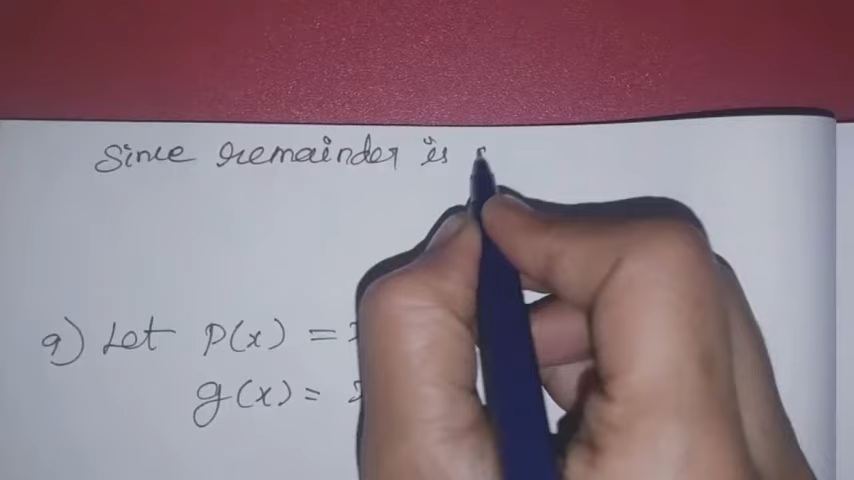 Since remainder is
9) Let P(x) =
g(x) =